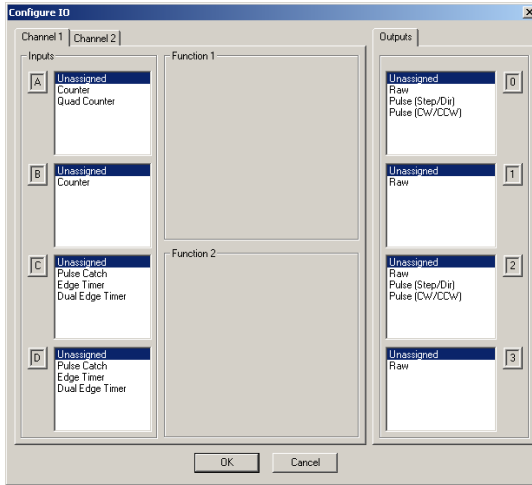 Configure IO
Channel 1 Channel 2 Outputs
Inputs Function 1
A
Unassigned
Counter
Quad Counter
B
Unassigned
Counter
Function 2
C
Unassigned
Pulse Catch
Edge Timer
Dual Edge Timer
D
Unassigned
Pulse Catch
Edge Timer
Dual Edge Timer
Unassigned
Raw
Pulse (Step/Dir)
Pulse (CW/CCW)
0
Unassigned
Raw
1
Unassigned
Raw
Pulse (Step/Dir)
Pulse (CW/CCW)
2
Unassigned
Raw
3
OK Cancel